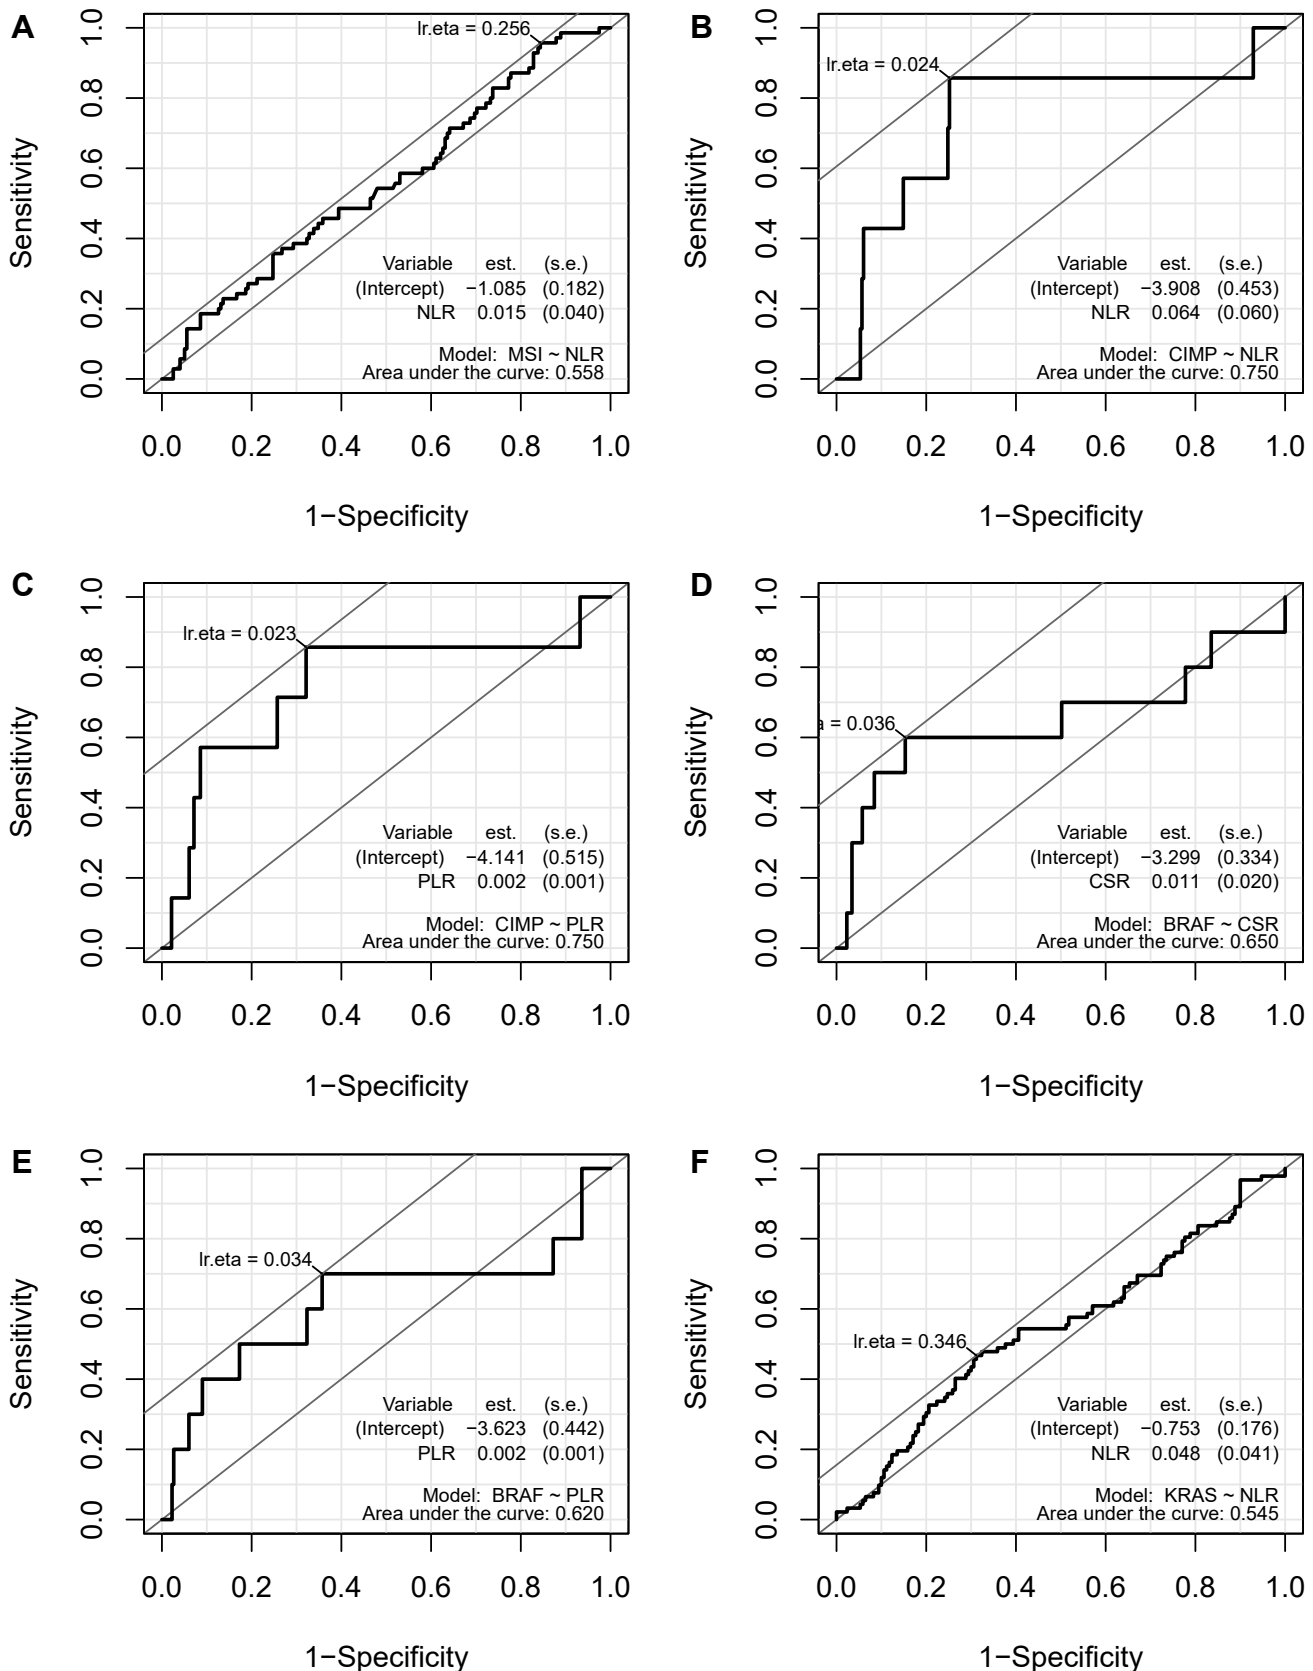 A
1.0
0.8
0.6
0.4
0.2
0.0
Sensitivity
lr.eta = 0.256
Variable est. (s.e.)
(Intercept) −1.085 (0.182)
NLR 0.015 (0.040)
Model: MSI ~ NLR
Area under the curve: 0.558
0.0 0.2 0.4 0.6 0.8 1.0
1−Specificity
B
1.0
0.8
0.6
0.4
0.2
0.0
Sensitivity
lr.eta = 0.024
Variable est. (s.e.)
(Intercept) −3.908 (0.453)
NLR 0.064 (0.060)
Model: CIMP ~ NLR
Area under the curve: 0.750
0.0 0.2 0.4 0.6 0.8 1.0
1−Specificity
C
1.0
0.8
0.6
0.4
0.2
0.0
Sensitivity
lr.eta = 0.023
Variable est. (s.e.)
(Intercept) −4.141 (0.515)
PLR 0.002 (0.001)
Model: CIMP ~ PLR
Area under the curve: 0.750
0.0 0.2 0.4 0.6 0.8 1.0
1−Specificity
D
1.0
0.8
0.6
0.4
0.2
0.0
Sensitivity
a = 0.036
Variable est. (s.e.)
(Intercept) −3.299 (0.334)
CSR 0.011 (0.020)
Model: BRAF ~ CSR
Area under the curve: 0.650
0.0 0.2 0.4 0.6 0.8 1.0
1−Specificity
E
1.0
0.8
0.6
0.4
0.2
0.0
Sensitivity
lr.eta = 0.034
Variable est. (s.e.)
(Intercept) −3.623 (0.442)
PLR 0.002 (0.001)
Model: BRAF ~ PLR
Area under the curve: 0.620
0.0 0.2 0.4 0.6 0.8 1.0
1−Specificity
F
1.0
0.8
0.6
0.4
0.2
0.0
Sensitivity
lr.eta = 0.346
Variable est. (s.e.)
(Intercept) −0.753 (0.176)
NLR 0.048 (0.041)
Model: KRAS ~ NLR
Area under the curve: 0.545
0.0 0.2 0.4 0.6 0.8 1.0
1−Specificity